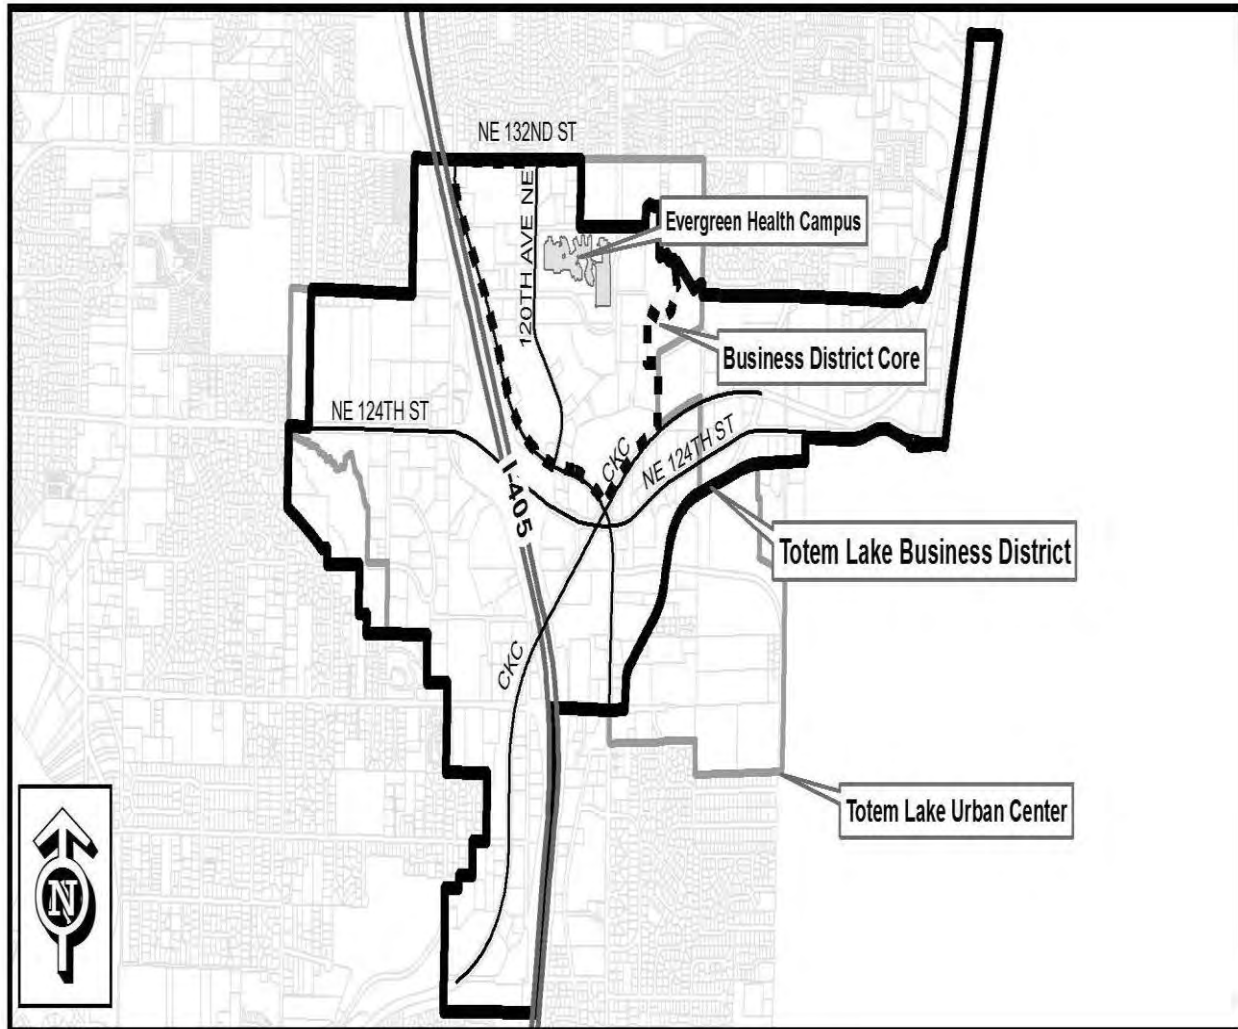 NE 132ND ST
120TH AVE NE
Evergreen Health Campus
Business District Core
NE 124TH ST
CKC
NE 124TH ST
I-405
Totem Lake Business District
CKC
Totem Lake Urban Center
N